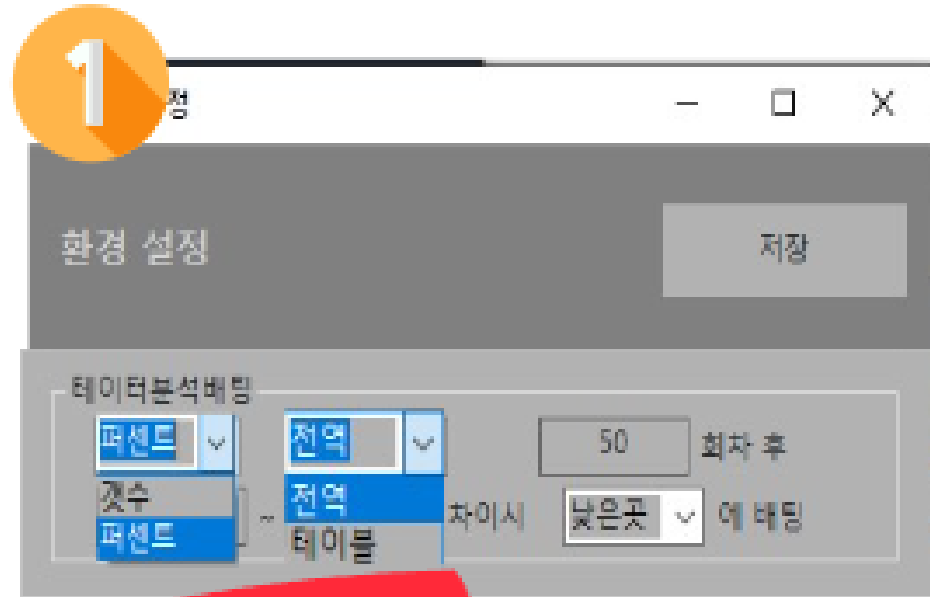 1
정
환경 설정
저장
테이터분석배팅
퍼센트 전역 50 회차 후
갯수 ~ 전역 차이시 낮은곳 에 배팅
퍼센트 테이블